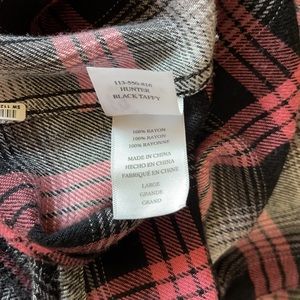 113-550-816
HUNTER
BLACK TAFFY
100% RAYON
100% RAYON
100% RAYONNE
MADE IN CHINA
HECHO EN CHINA
FABRIQUÉ EN CHINE
LARGE
GRANDE
GRAND